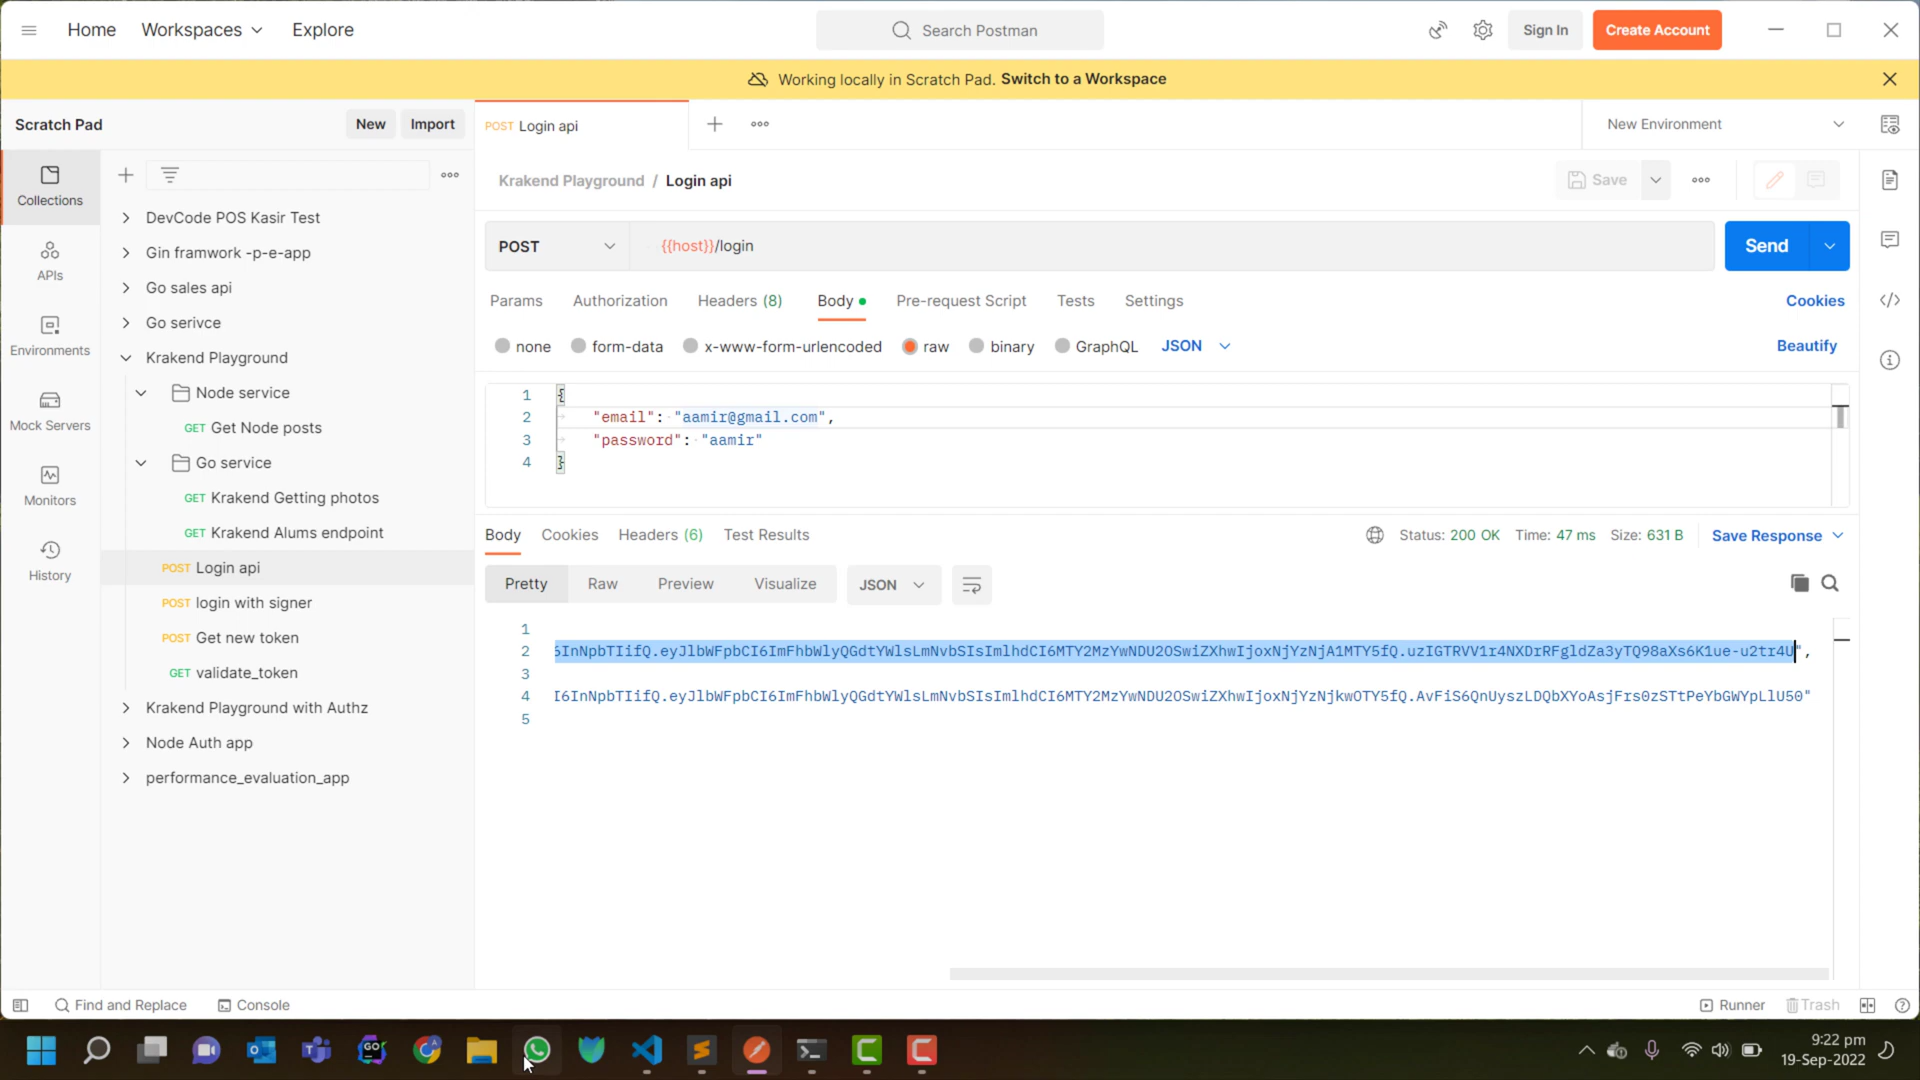 Home
Workspaces
Explore
Search Postman
Sign In
Create Account
Working locally in Scratch Pad. Switch to a Workspace
Scratch Pad
New
Import
POST Login api
New Environment
Krakend Playground / Login api
Save
Collections
APIs
Environments
Mock Servers
Monitors
History
DevCode POS Kasir Test
Gin framwork -p-e-app
Go sales api
Go serivce
Krakend Playground
Node service
GET Get Node posts
Go service
GET Krakend Getting photos
GET Krakend Alums endpoint
POST Login api
POST login with signer
POST Get new token
GET validate_token
Krakend Playground with Authz
Node Auth app
performance_evaluation_app
POST
{{host}}/login
Send
Params
Authorization
Headers (8)
Body
Pre-request Script
Tests
Settings
Cookies
none
form-data
x-www-form-urlencoded
raw
binary
GraphQL
JSON
Beautify
1 {
2 "email": "aamir@gmail.com",
3 "password": "aamir"
4 }
Body
Cookies
Headers (6)
Test Results
Status: 200 OK
Time: 47 ms
Size: 631 B
Save Response
Pretty
Raw
Preview
Visualize
JSON
1
2 6InNpbTIifQ.eyJlbWFpbCI6ImFhbWlyQGdtYWlsLmNvbSIsImlhdCI6MTY2MzYwNDU2OSwiZXhwIjoxNjYzNjA1MTY5fQ.uzIGTRVV1r4NXDrRFgldZa3yTQ98aXs6K1ue-u2tr4U",
3
4 I6InNpbTIifQ.eyJlbWFpbCI6ImFhbWlyQGdtYWlsLmNvbSIsImlhdCI6MTY2MzYwNDU2OSwiZXhwIjoxNjYzNjkwOTY5fQ.AvFiS6QnUyszLDQbXYoAsjFrs0zSTtPeYbGWYpLlU50"
5
Find and Replace
Console
Runner
Trash
GO
9:22 pm
19-Sep-2022